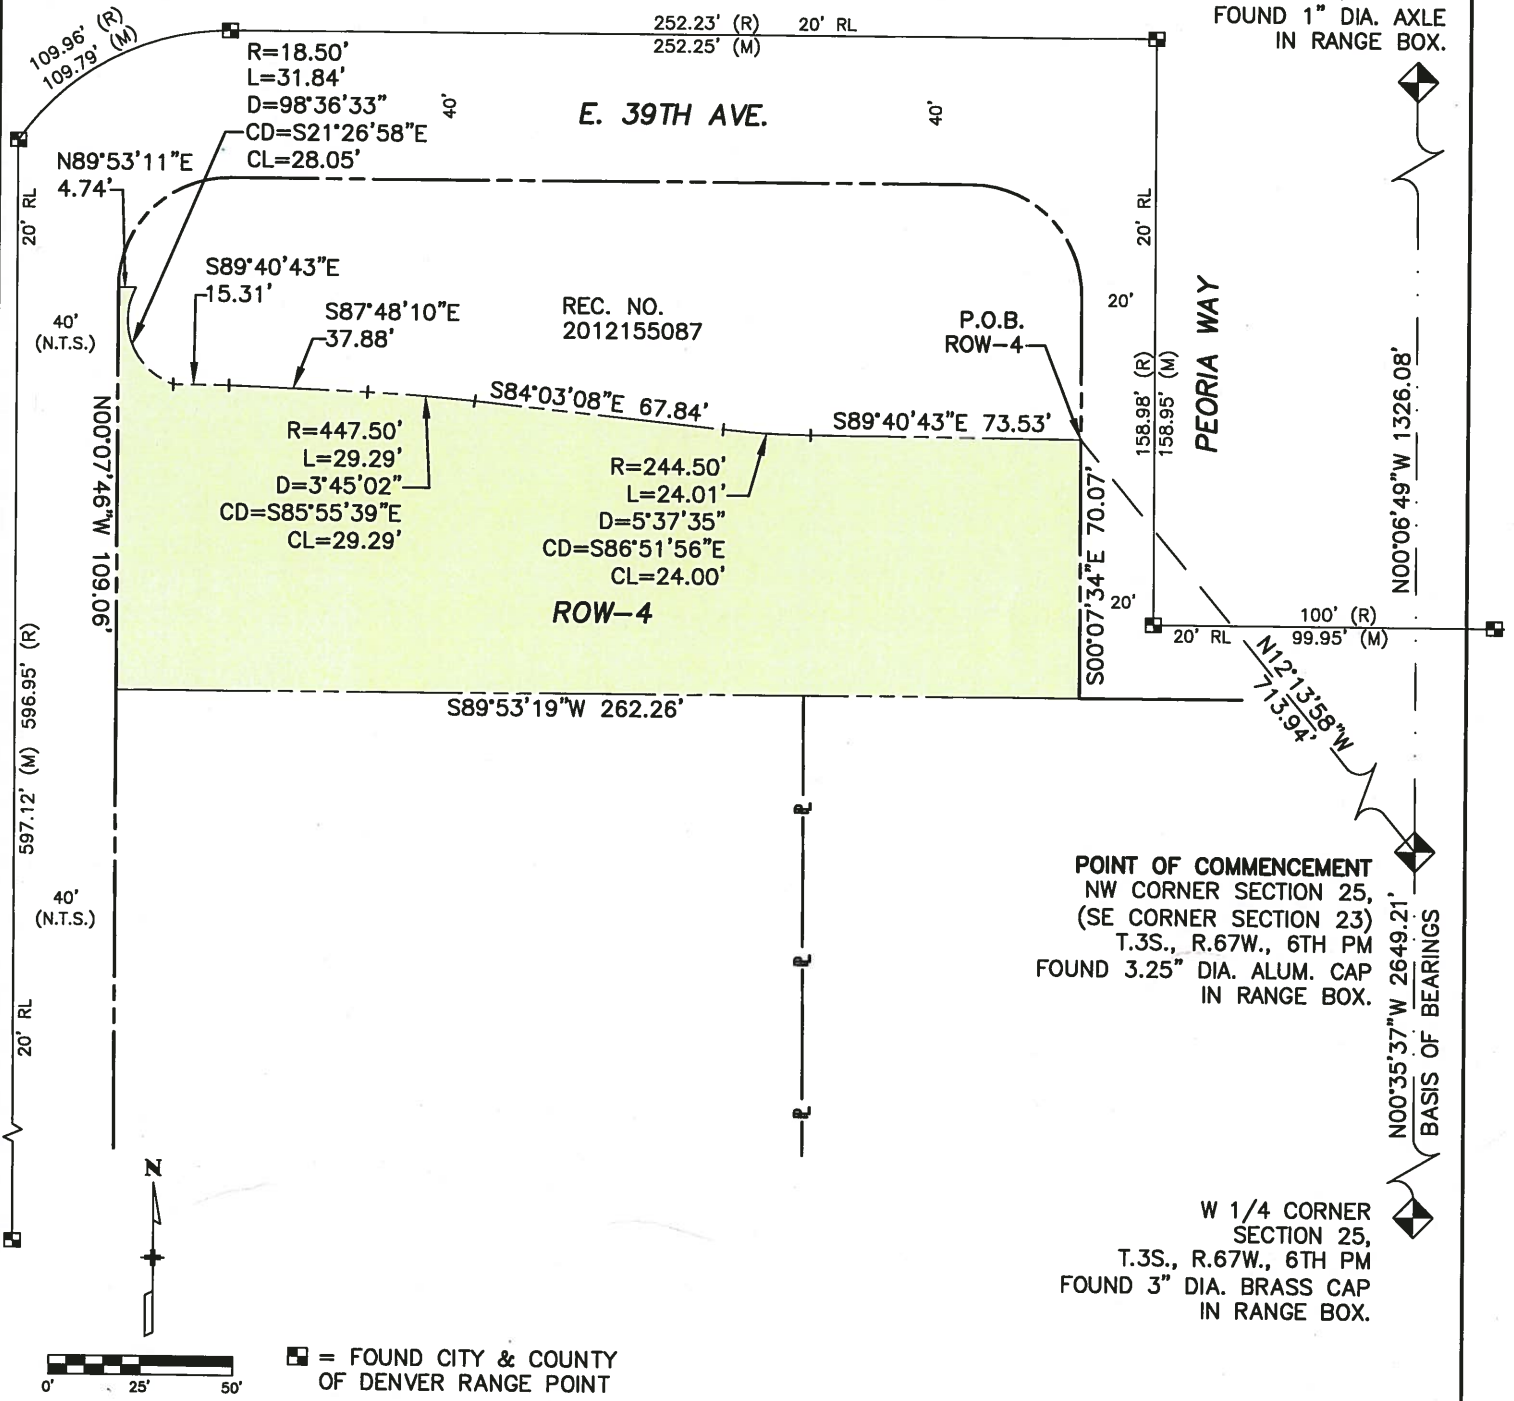 109.96' (R)
109.79' (M)
252.23' (R) 20' RL
252.25' (M)
FOUND 1" DIA. AXLE
IN RANGE BOX.
R=18.50'
L=31.84'
D=98°36'33"
CD=S21°26'58"E
CL=28.05'
40'
E. 39TH AVE.
40'
N89°53'11"E
4.74'
20' RL
20' RL
S89°40'43"E
15.31'
S87°48'10"E
37.88'
REC. NO.
2012155087
P.O.B.
ROW-4
20'
PEORIA WAY
40'
(N.T.S.)
158.98' (R)
158.95' (M)
N00°06'49"W 1326.08'
N00°07'46"W 109.06'
S84°03'08"E 67.84'
S89°40'43"E 73.53'
R=447.50'
L=29.29'
D=3°45'02"
CD=S85°55'39"E
CL=29.29'
R=244.50'
L=24.01'
D=5°37'35"
CD=S86°51'56"E
CL=24.00'
S00°07'34"E 70.07'
ROW-4
20'
20' RL
100' (R)
99.95' (M)
N12°13'58"W
713.94'
S89°53'19"W 262.26'
597.12' (M) 596.95' (R)
PL
40'
(N.T.S.)
POINT OF COMMENCEMENT
NW CORNER SECTION 25,
(SE CORNER SECTION 23)
T.3S., R.67W., 6TH PM
FOUND 3.25" DIA. ALUM. CAP
IN RANGE BOX.
PL
N00°35'37"W 2649.21'
BASIS OF BEARINGS
20' RL
PL
N
W 1/4 CORNER
SECTION 25,
T.3S., R.67W., 6TH PM
FOUND 3" DIA. BRASS CAP
IN RANGE BOX.
0' 25' 50'
= FOUND CITY & COUNTY
OF DENVER RANGE POINT